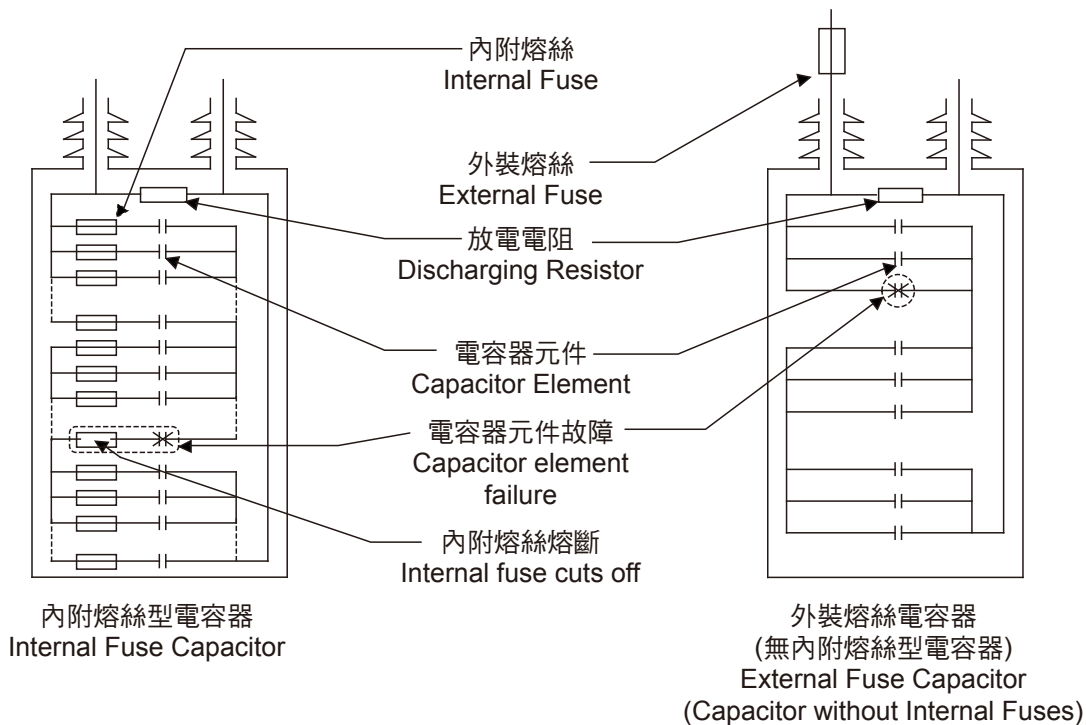 內附熔絲
Internal Fuse
外裝熔絲
External Fuse
放電電阻
Discharging Resistor
電容器元件
Capacitor Element
電容器元件故障
Capacitor element
failure
內附熔絲熔斷
Internal fuse cuts off
內附熔絲型電容器
Internal Fuse Capacitor
外裝熔絲電容器
(無內附熔絲型電容器)
External Fuse Capacitor
(Capacitor without Internal Fuses)